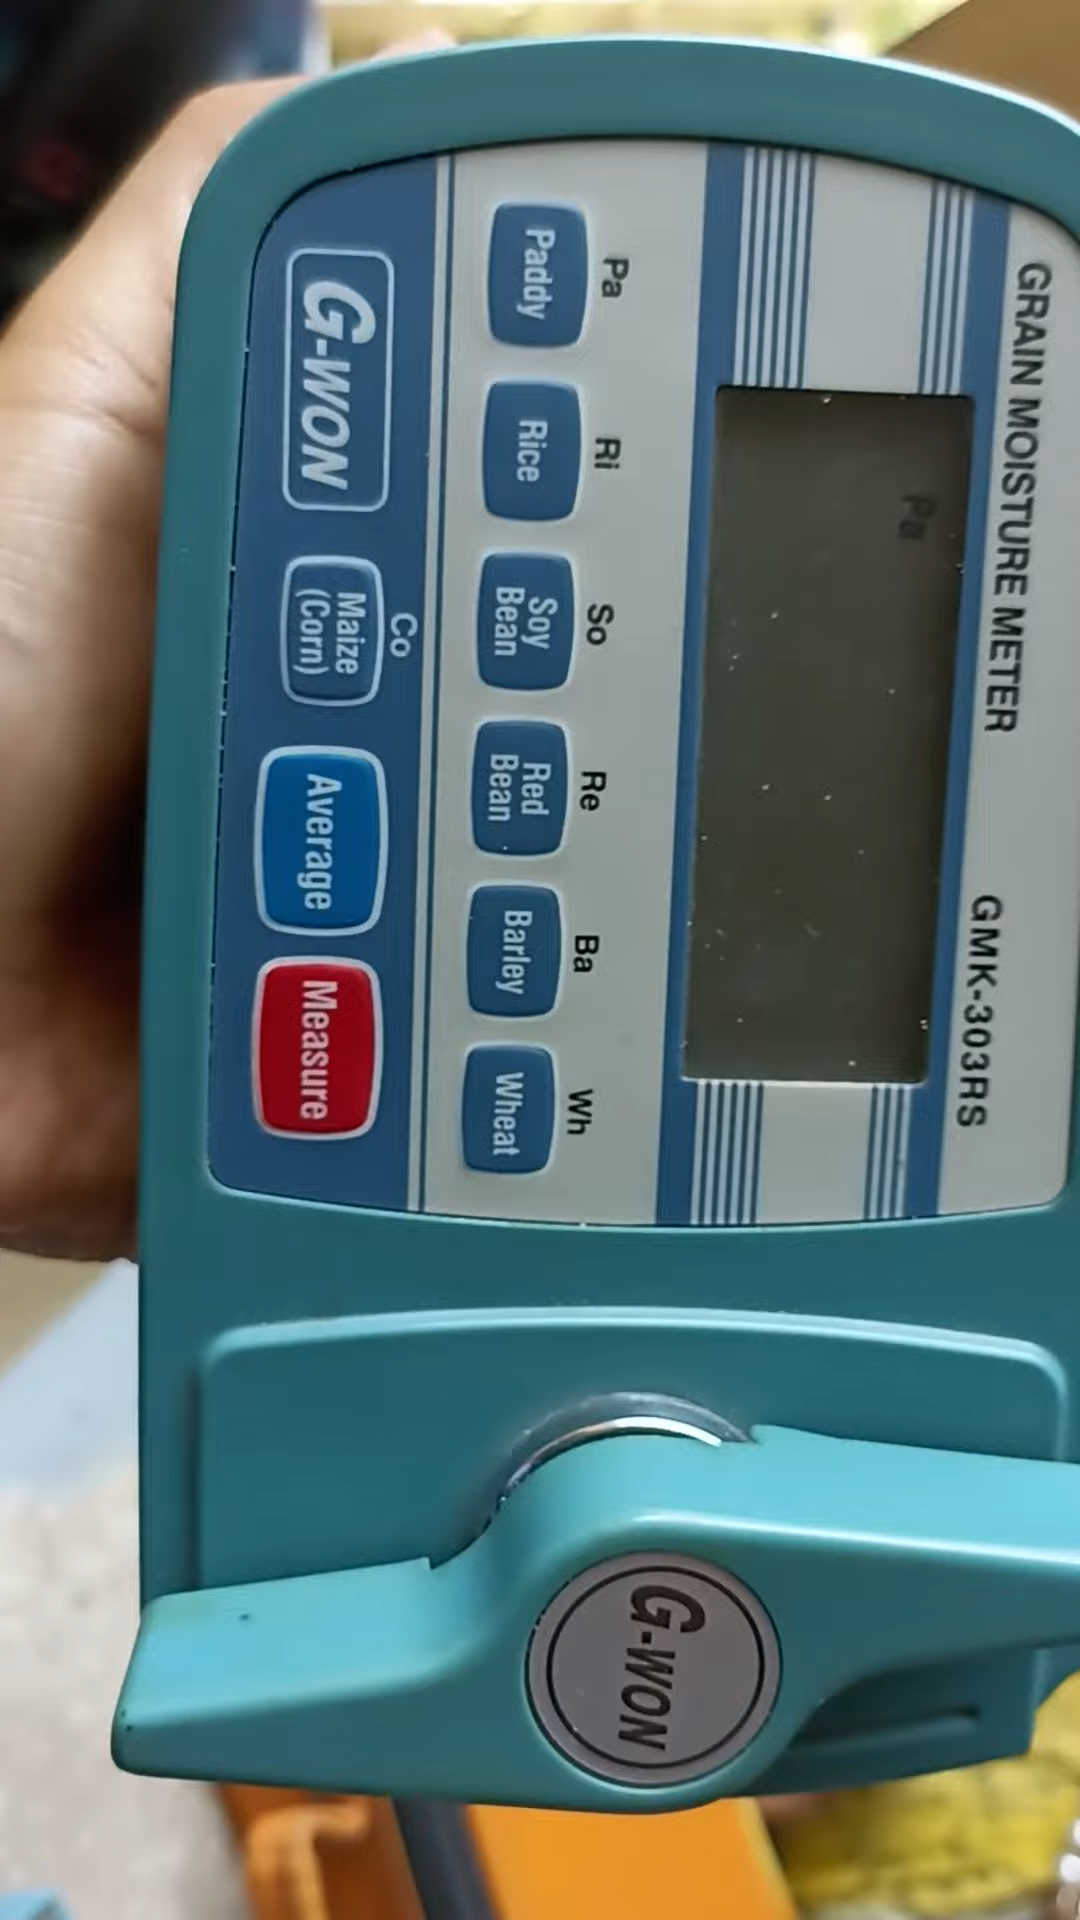 GRAIN MOISTURE METER GMK-303RS
Pa
Pa Ri So Re Ba Wh
Paddy
Rice
Soy
Bean
Red
Bean
Barley
Wheat
G-WON
Co
Maize
(Corn)
Average
Measure
G-WON